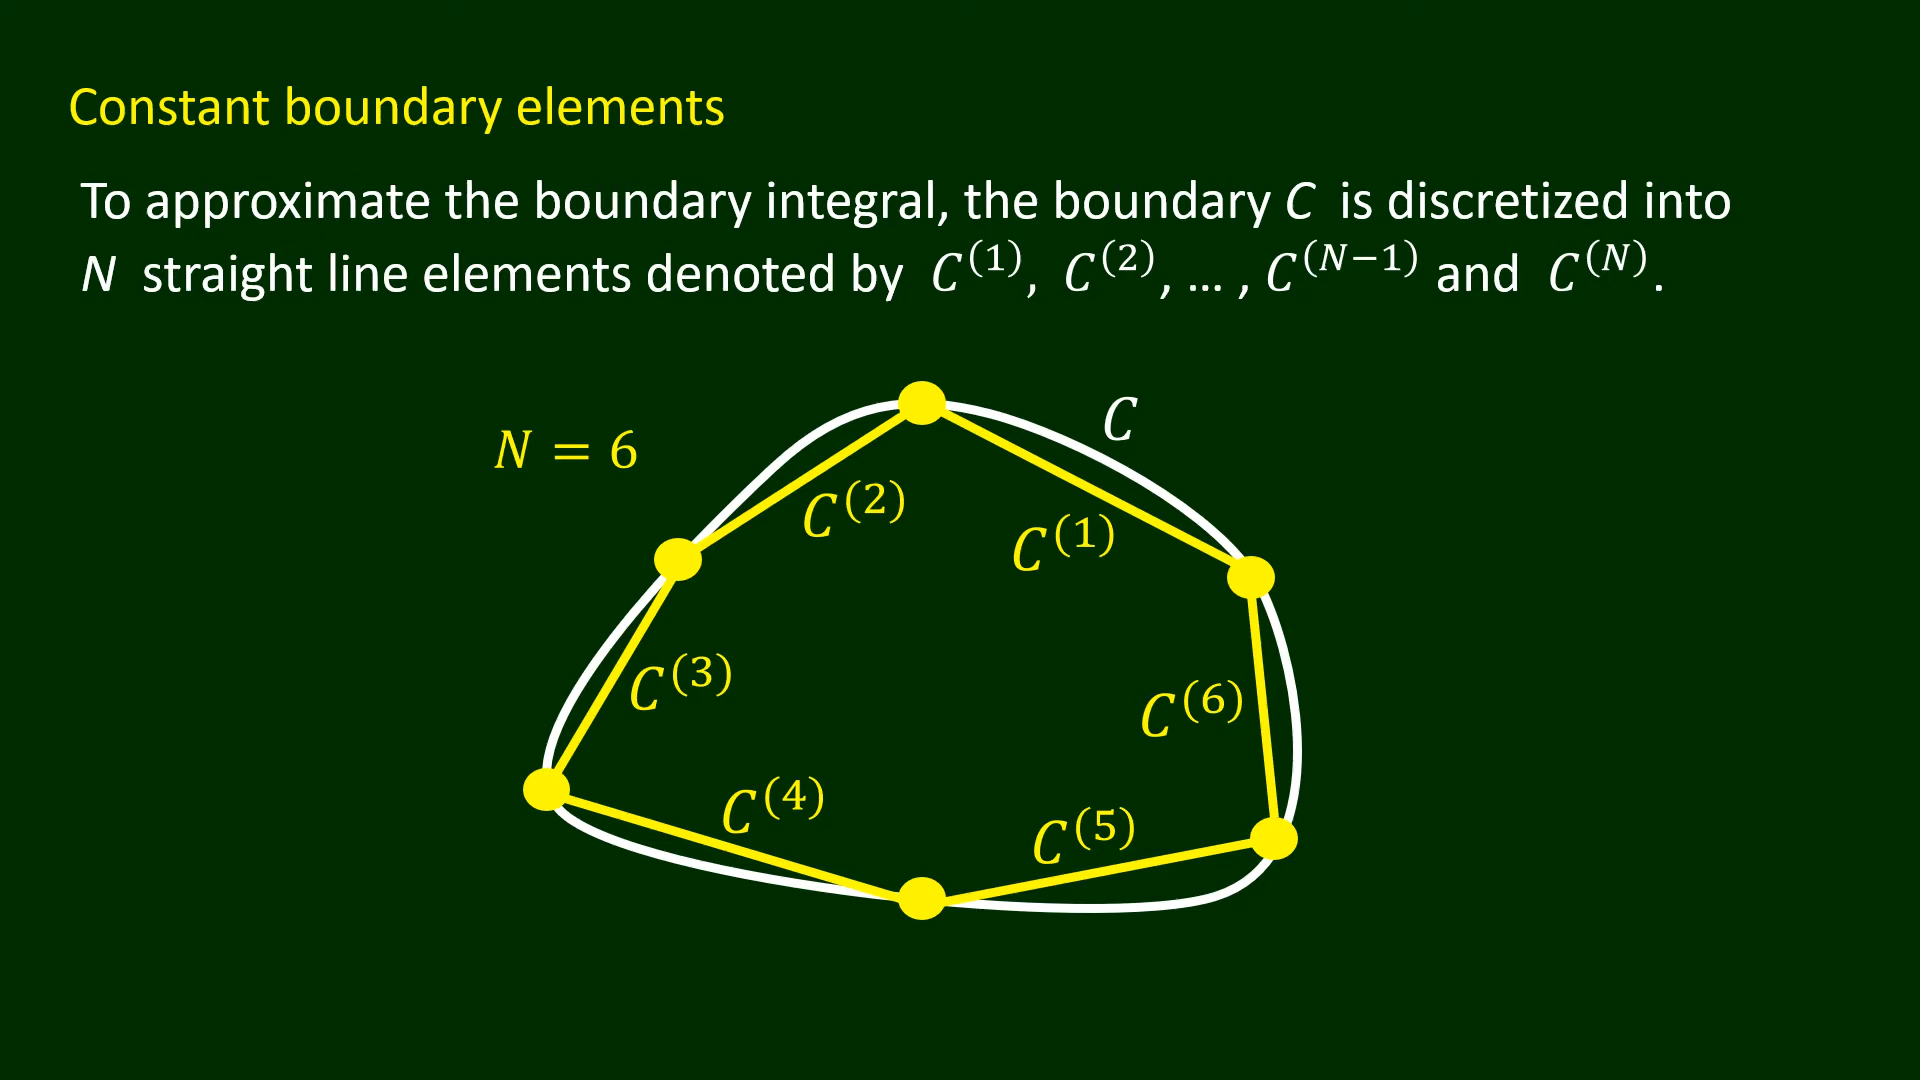 Constant boundary elements
To approximate the boundary integral, the boundary C is discretized into
N straight line elements denoted by C^(1), C^(2), ... , C^(N−1) and C^(N).
C
N = 6
C^(2)
C^(1)
C^(3)
C^(6)
C^(4)
C^(5)